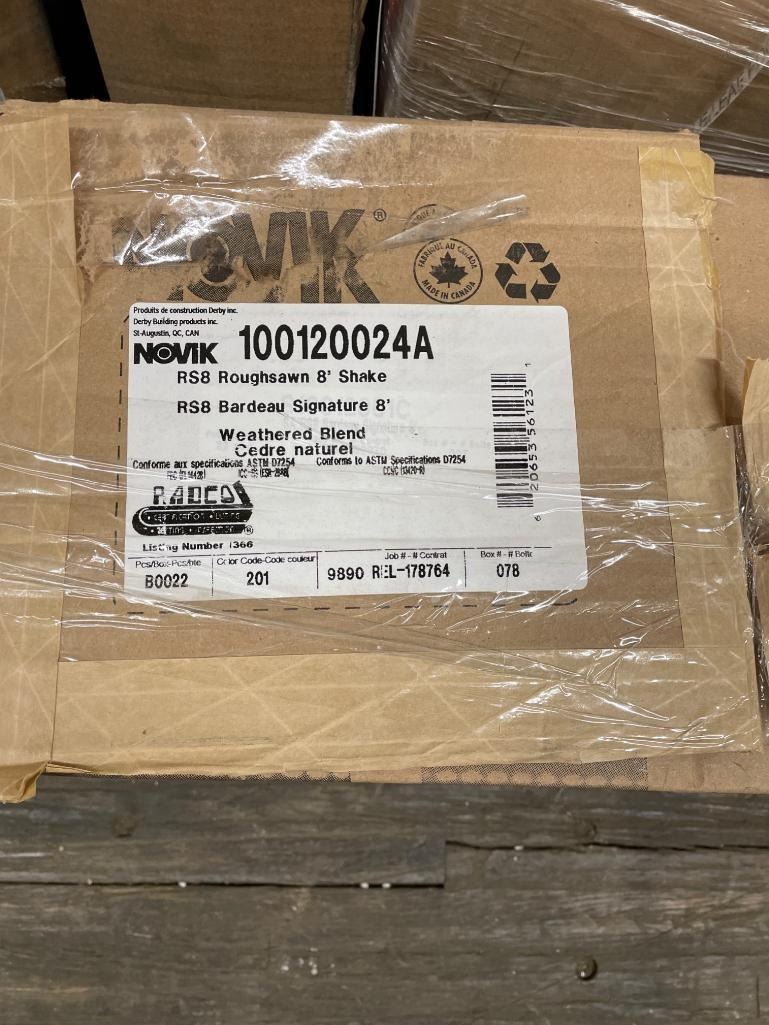 NOVIK®
FABRIQUÉ AU CANADA
MADE IN CANADA
Produits de construction Derby inc.
Derby Building products inc.
St-Augustin, QC, CAN
NOVIK 100120024A
RS8 Roughsawn 8' Shake
RS8 Bardeau Signature 8'
Weathered Blend
Cedre naturel
Conforme aux specifications ASTM D7254 Conforms to ASTM Specifications D7254
RADCO
Listing Number 1366
Pcs/Box-Pcs/bte Color Code-Code couleur Job # - # Contrat Box # - # Boîte
B0022 201 9890 REL-178764 078
6 20653 56123 1